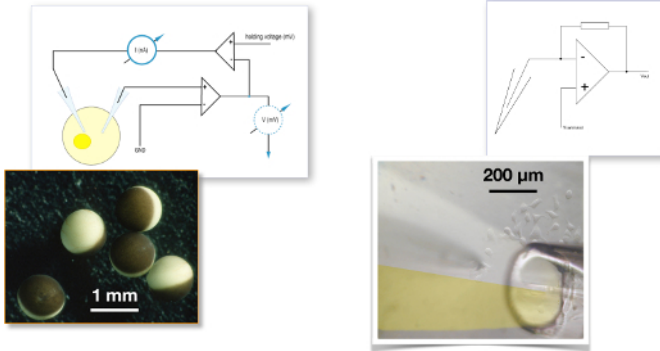 I (nA)
holding voltage (mV)
+
-
+
-
V (mV)
GND
1 mm
-
+
Vout
200 µm